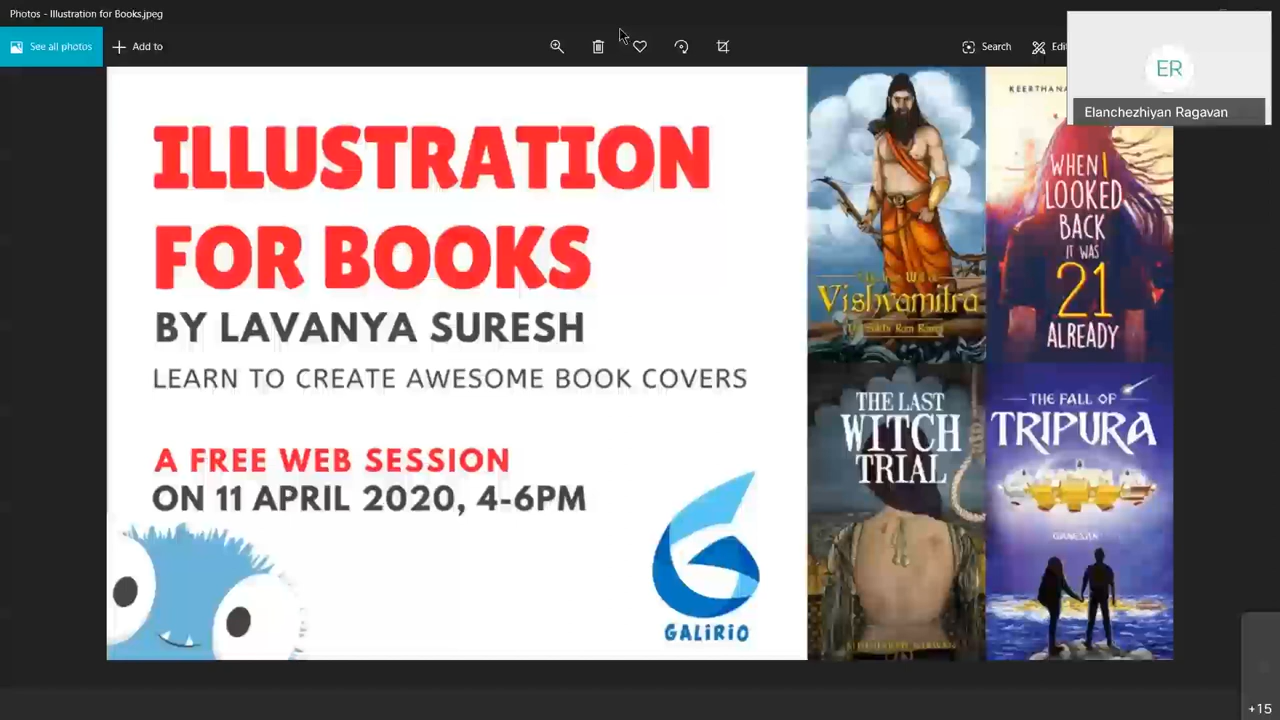 Photos - Illustration for Books.jpeg
See all photos
Add to
Search
Edit
ER
Elanchezhiyan Ragavan
ILLUSTRATION
FOR BOOKS
BY LAVANYA SURESH
LEARN TO CREATE AWESOME BOOK COVERS
A FREE WEB SESSION
ON 11 APRIL 2020, 4-6PM
GALIRIO
Vishvamitra
KEERTHANA
WHEN I
LOOKED
BACK
IT WAS
21
ALREADY
THE LAST
WITCH
TRIAL
THE FALL OF
TRIPURA
+15